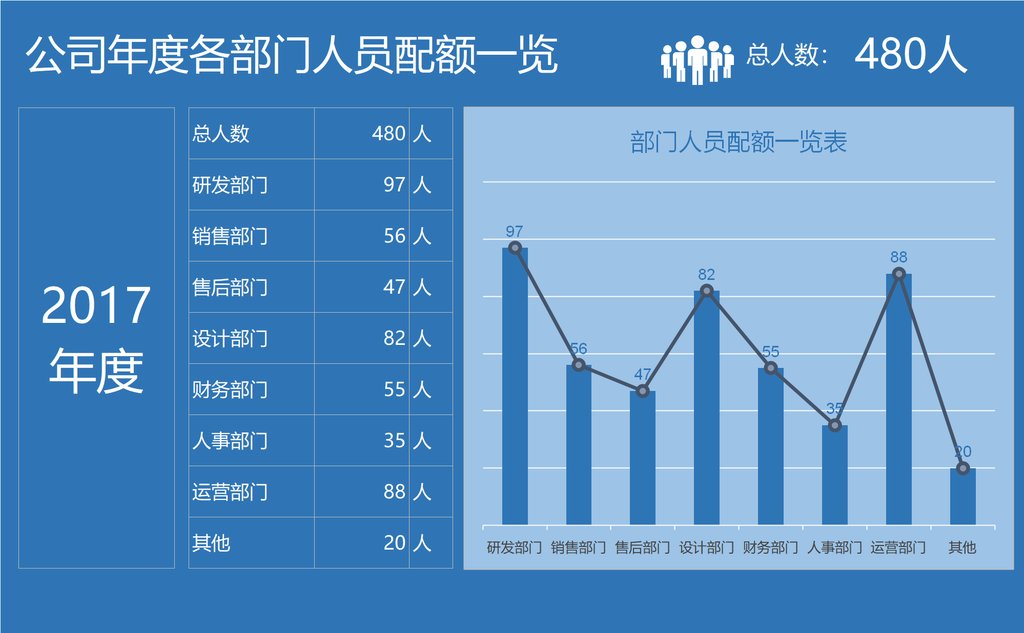 公司年度各部门人员配额一览
总人数： 480人
2017
年度
总人数 480 人
研发部门 97 人
销售部门 56 人
售后部门 47 人
设计部门 82 人
财务部门 55 人
人事部门 35 人
运营部门 88 人
其他 20 人
部门人员配额一览表
97
56
47
82
55
35
88
20
研发部门 销售部门 售后部门 设计部门 财务部门 人事部门 运营部门 其他